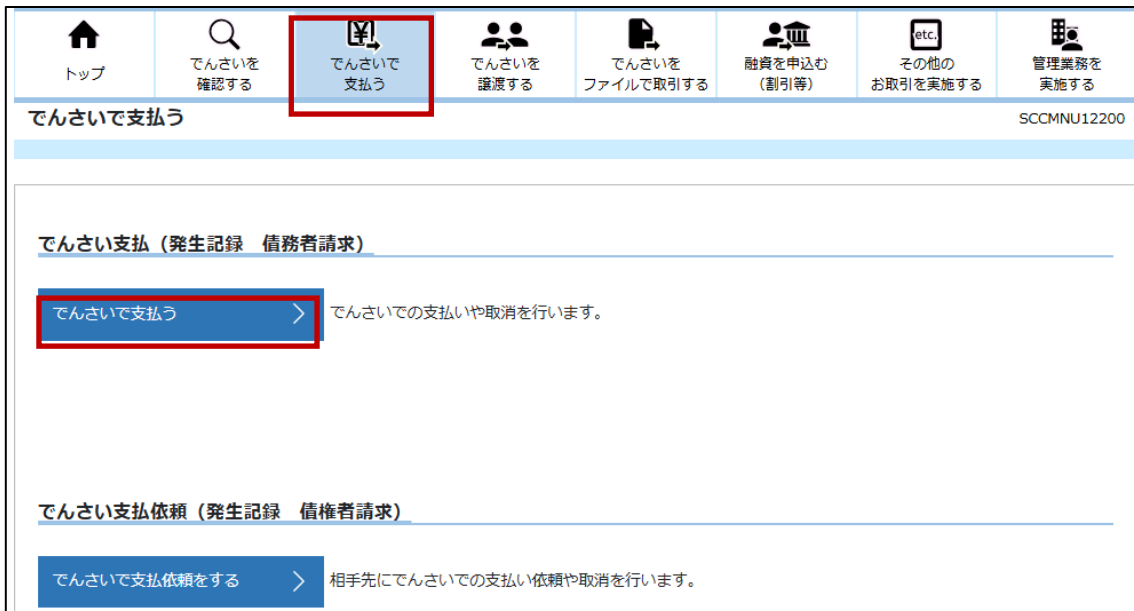 トップ
でんさいを
確認する
でんさいで
支払う
でんさいを
譲渡する
でんさいを
ファイルで取引する
融資を申込む
(割引等)
etc.
その他の
お取引を実施する
管理業務を
実施する
でんさいで支払う
SCCMNU12200
でんさい支払(発生記録 債務者請求)
でんさいで支払う
でんさいでの支払いや取消を行います。
でんさい支払依頼(発生記録 債権者請求)
でんさいで支払依頼をする
相手先にでんさいでの支払い依頼や取消を行います。